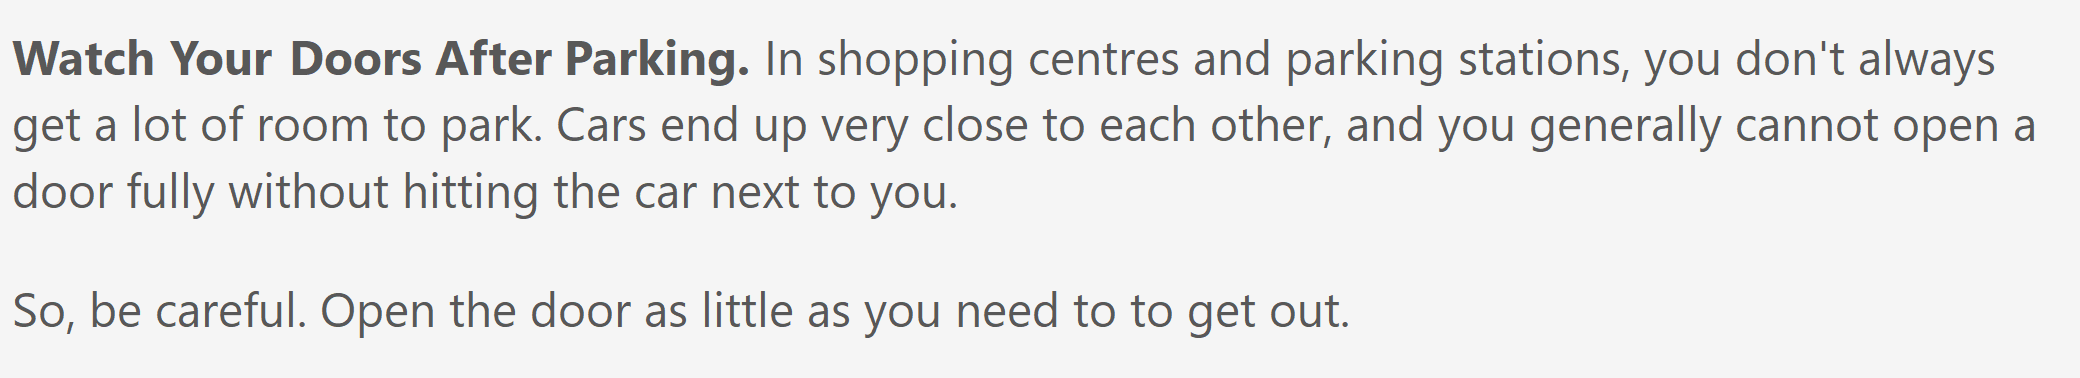 Watch Your Doors After Parking. In shopping centres and parking stations, you don't always
get a lot of room to park. Cars end up very close to each other, and you generally cannot open a
door fully without hitting the car next to you.
So, be careful. Open the door as little as you need to to get out.